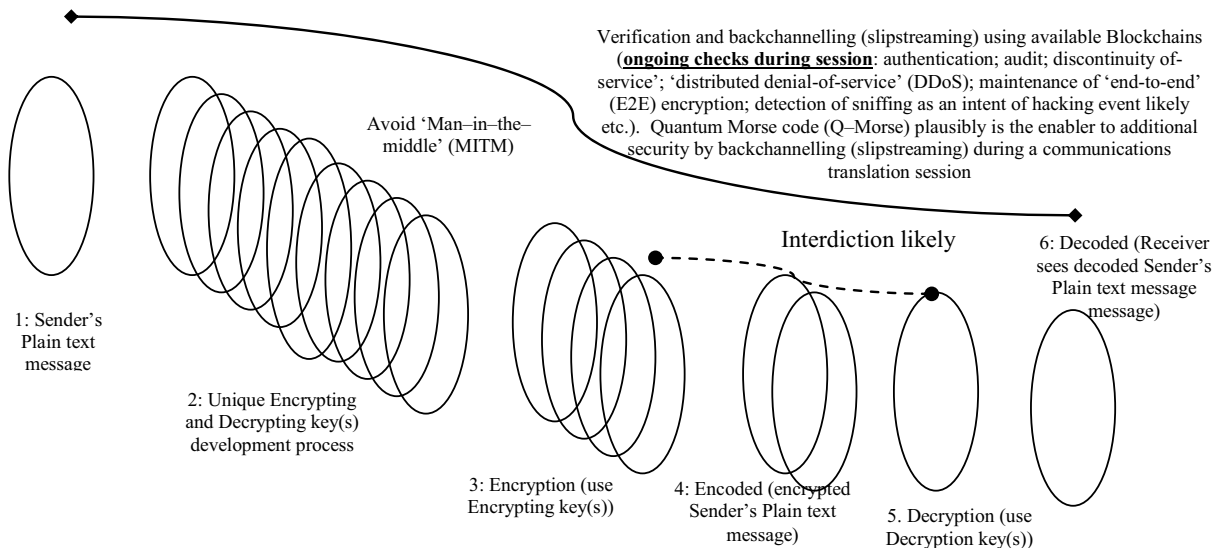 Verification and backchannelling (slipstreaming) using available Blockchains
(ongoing checks during session: authentication; audit; discontinuity of-
service’; ‘distributed denial-of-service’ (DDoS); maintenance of ‘end-to-end’
(E2E) encryption; detection of sniffing as an intent of hacking event likely
etc.).  Quantum Morse code (Q–Morse) plausibly is the enabler to additional
security by backchannelling (slipstreaming) during a communications
translation session
Avoid ‘Man–in–the–
middle’ (MITM)
Interdiction likely
6: Decoded (Receiver
sees decoded Sender’s
Plain text message
message)
1: Sender’s
Plain text
message
2: Unique Encrypting
and Decrypting key(s)
development process
3: Encryption (use
Encrypting key(s))
4: Encoded (encrypted
Sender’s Plain text
message)
5. Decryption (use
Decryption key(s))